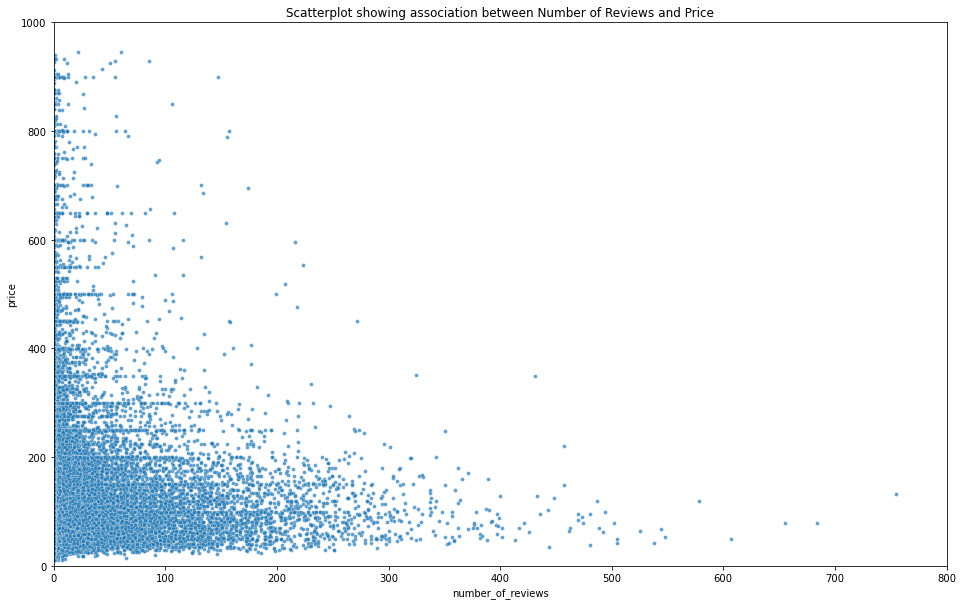 Scatterplot showing association between Number of Reviews and Price
1000
800
600
400
200
0
price
0 100 200 300 400 500 600 700 800
number_of_reviews